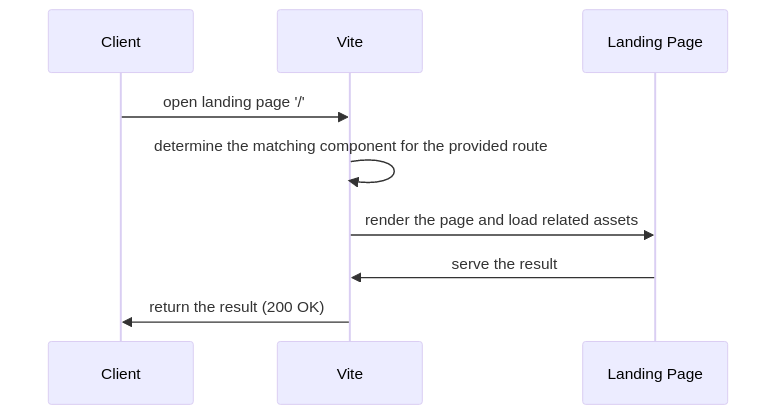 Client
Vite
Landing Page
open landing page '/'
determine the matching component for the provided route
render the page and load related assets
serve the result
return the result (200 OK)
Client
Vite
Landing Page